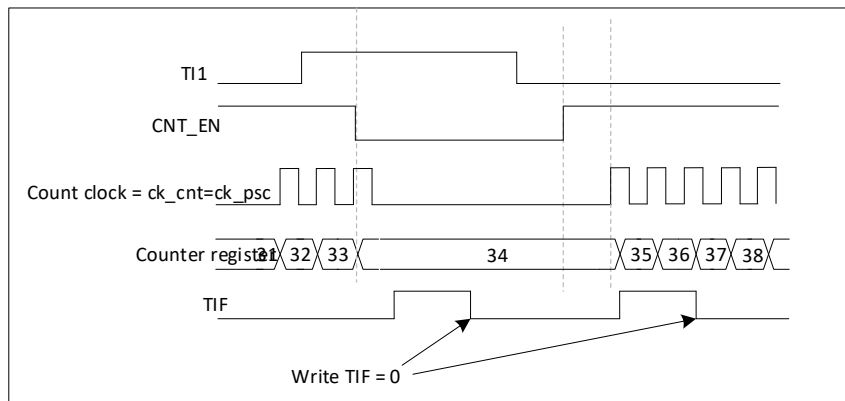 TI1
CNT_EN
Count clock = ck_cnt=ck_psc
Counter register 31 32 33 34 35 36 37 38
TIF
Write TIF = 0